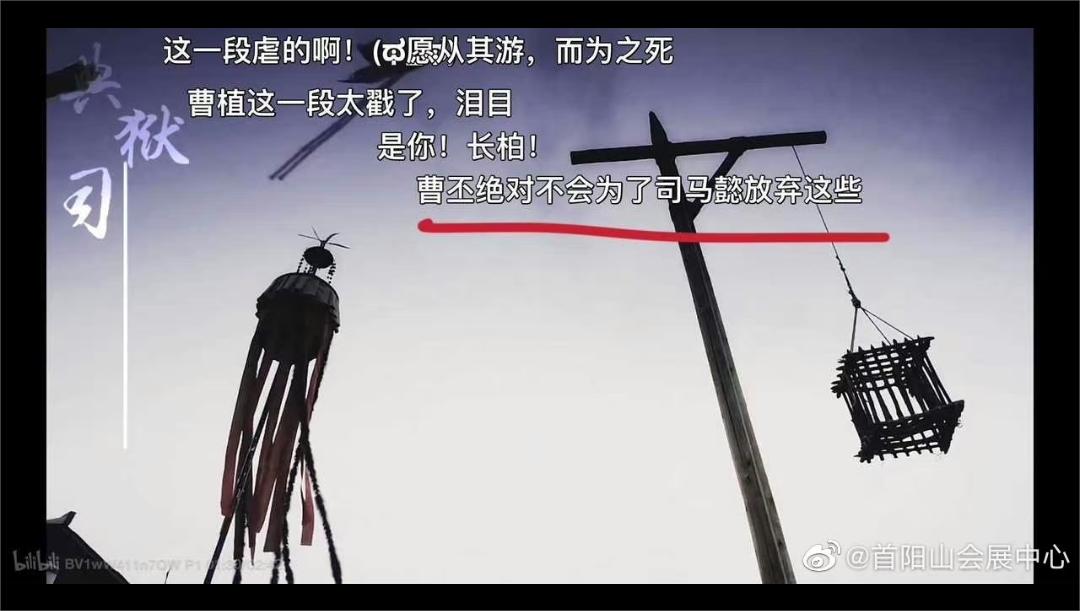 这一段虐的啊！(ಥ愿从其游，而为之死
曹植这一段太戳了，泪目
是你！长柏！
曹丕绝对不会为了司马懿放弃这些
典狱司
bilibili
@首阳山会展中心